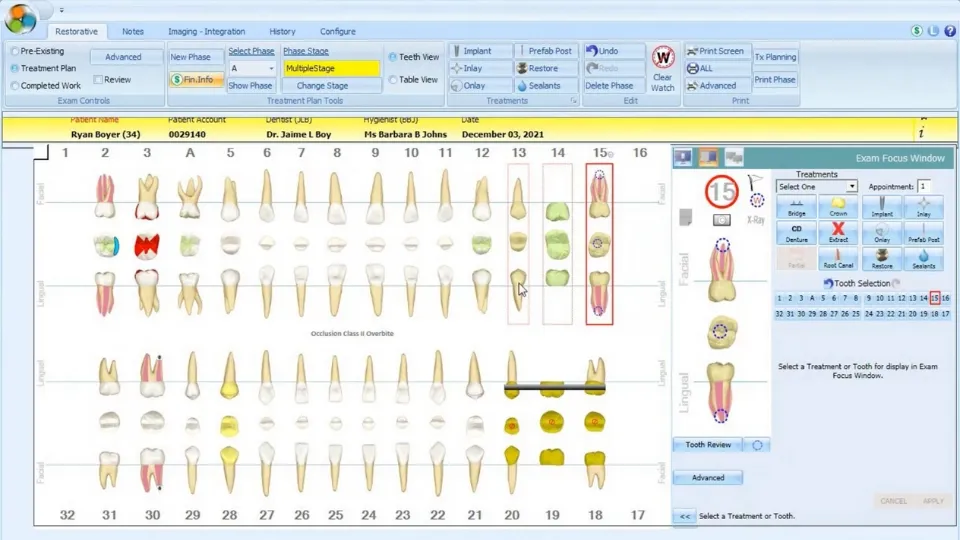 Restorative Notes Imaging - Integration History Configure
Pre-Existing
Treatment Plan
Completed Work
Advanced
Review
Exam Controls
New Phase
Select Phase
Phase Stage
$ Fin.Info
A
MultipleStage
Show Phase
Change Stage
Treatment Plan Tools
Teeth View
Table View
Implant Prefab Post
Inlay Restore
Onlay Sealants
Treatments
Undo
Redo
Delete Phase
Edit
W
Clear
Watch
Print Screen
ALL
Advanced
Print
Tx Planning
Print Phase
Patient Name Patient Account Dentist (JLB) Hygienist (BBJ) Date
Ryan Boyer (34) 0029140 Dr. Jaime L Boy Ms Barbara B Johns December 03, 2021 i
1 2 3 A 5 6 7 8 9 10 11 12 13 14 15 16
Facial
Lingual
Occlusion Class II Overbite
Lingual
Facial
32 31 30 29 28 27 26 25 24 23 22 21 20 19 18 17
Exam Focus Window
15
W
X-Ray
Facial
Lingual
Treatments
Select One
Appointment: 1
Bridge Crown Implant Inlay
CD
Denture Extract Onlay Prefab Post
Partial Root Canal Restore Sealants
Tooth Selection
1 2 3 A 5 6 7 8 9 10 11 12 13 14 15 16
32 31 30 29 28 27 26 25 24 23 22 21 20 19 18 17
Select a Treatment or Tooth for display in Exam
Focus Window.
Tooth Review
Advanced
CANCEL APPLY
<< Select a Treatment or Tooth.